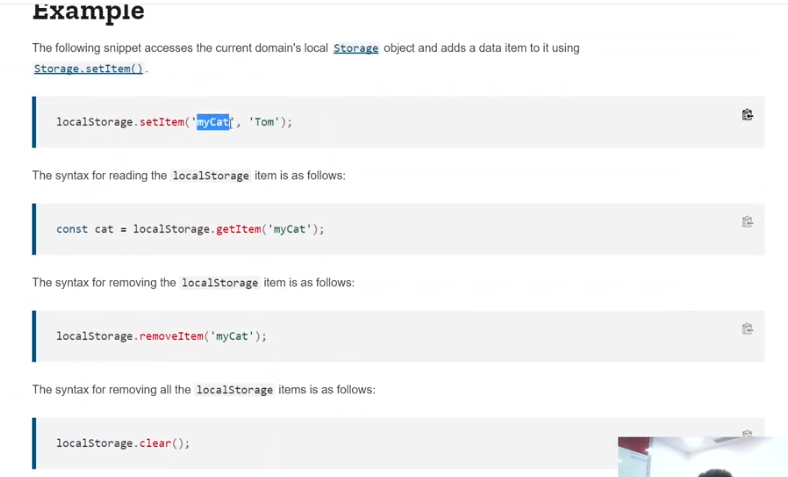 Example
The following snippet accesses the current domain's local Storage object and adds a data item to it using
Storage.setItem() .
localStorage.setItem('myCat', 'Tom');
The syntax for reading the localStorage item is as follows:
const cat = localStorage.getItem('myCat');
The syntax for removing the localStorage item is as follows:
localStorage.removeItem('myCat');
The syntax for removing all the localStorage items is as follows:
localStorage.clear();